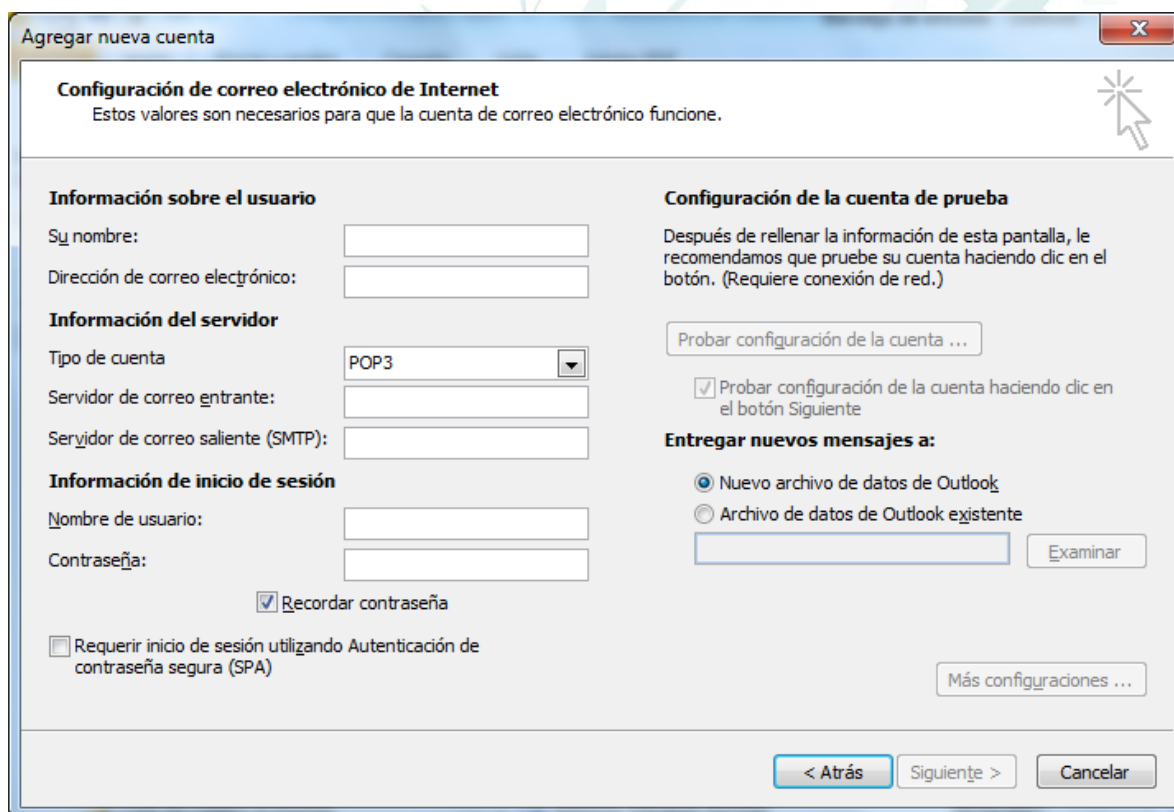 Agregar nueva cuenta
Configuración de correo electrónico de Internet
Estos valores son necesarios para que la cuenta de correo electrónico funcione.
Información sobre el usuario
Su nombre:
Dirección de correo electrónico:
Información del servidor
Tipo de cuenta
POP3
Servidor de correo entrante:
Servidor de correo saliente (SMTP):
Información de inicio de sesión
Nombre de usuario:
Contraseña:
Recordar contraseña
Requerir inicio de sesión utilizando Autenticación de
contraseña segura (SPA)
Configuración de la cuenta de prueba
Después de rellenar la información de esta pantalla, le
recomendamos que pruebe su cuenta haciendo clic en el
botón. (Requiere conexión de red.)
Probar configuración de la cuenta ...
Probar configuración de la cuenta haciendo clic en
el botón Siguiente
Entregar nuevos mensajes a:
Nuevo archivo de datos de Outlook
Archivo de datos de Outlook existente
Examinar
Más configuraciones ...
< Atrás
Siguiente >
Cancelar